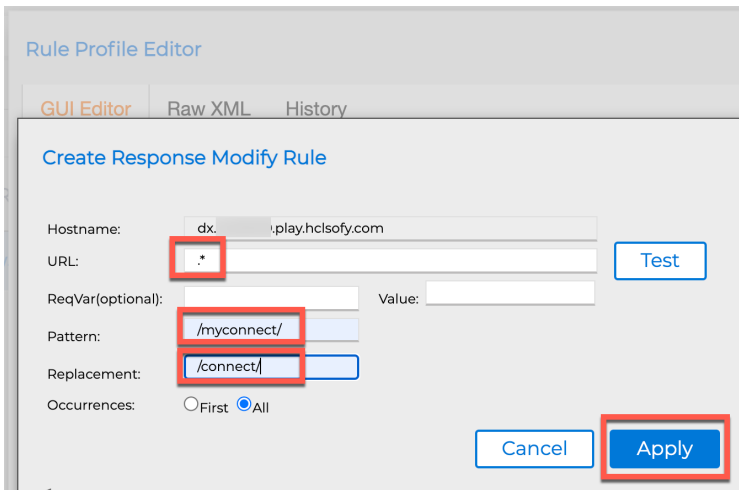 Rule Profile Editor
GUI Editor Raw XML History
Create Response Modify Rule
Hostname: dx. .play.hclsofy.com
URL: .* Test
ReqVar(optional): Value:
Pattern: /myconnect/
Replacement: /connect/
Occurrences: First All
Cancel Apply